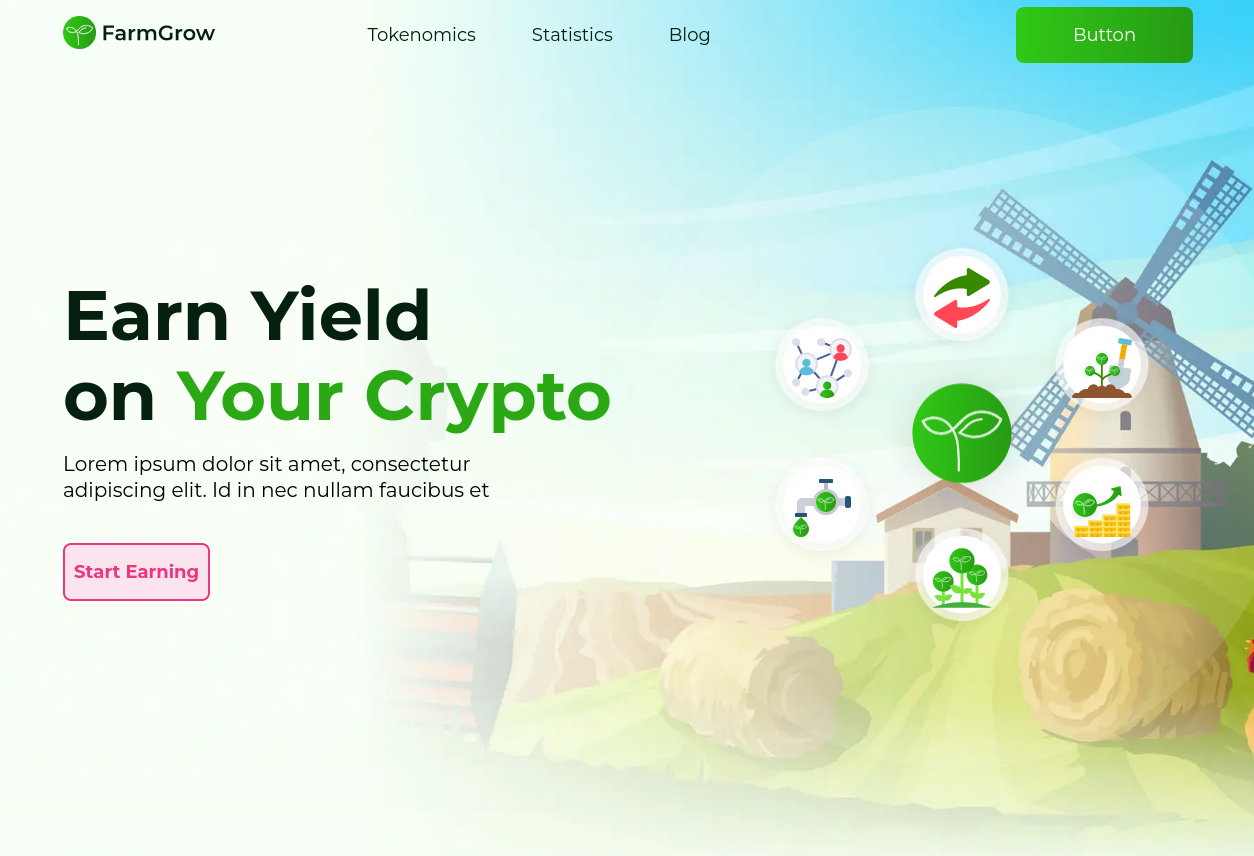 FarmGrow
Tokenomics
Statistics
Blog
Button
Earn Yield
on Your Crypto
Lorem ipsum dolor sit amet, consectetur
adipiscing elit. Id in nec nullam faucibus et
Start Earning